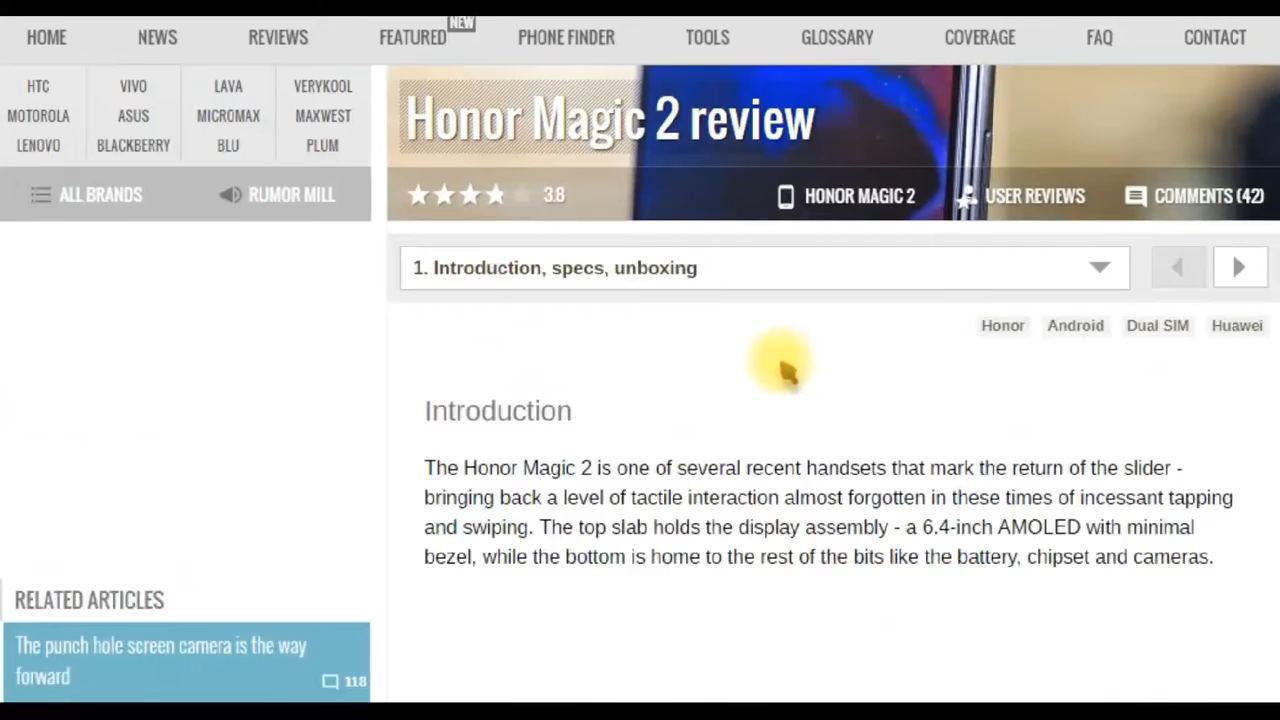 NEW
HOME NEWS REVIEWS FEATURED PHONE FINDER TOOLS GLOSSARY COVERAGE FAQ CONTACT
HTC VIVO LAVA VERYKOOL
MOTOROLA ASUS MICROMAX MAXWEST
LENOVO BLACKBERRY BLU PLUM
ALL BRANDS RUMOR MILL
Honor Magic 2 review
3.8 HONOR MAGIC 2 USER REVIEWS COMMENTS (42)
1. Introduction, specs, unboxing
Honor Android Dual SIM Huawei
Introduction
The Honor Magic 2 is one of several recent handsets that mark the return of the slider -
bringing back a level of tactile interaction almost forgotten in these times of incessant tapping
and swiping. The top slab holds the display assembly - a 6.4-inch AMOLED with minimal
bezel, while the bottom is home to the rest of the bits like the battery, chipset and cameras.
RELATED ARTICLES
The punch hole screen camera is the way
forward
118